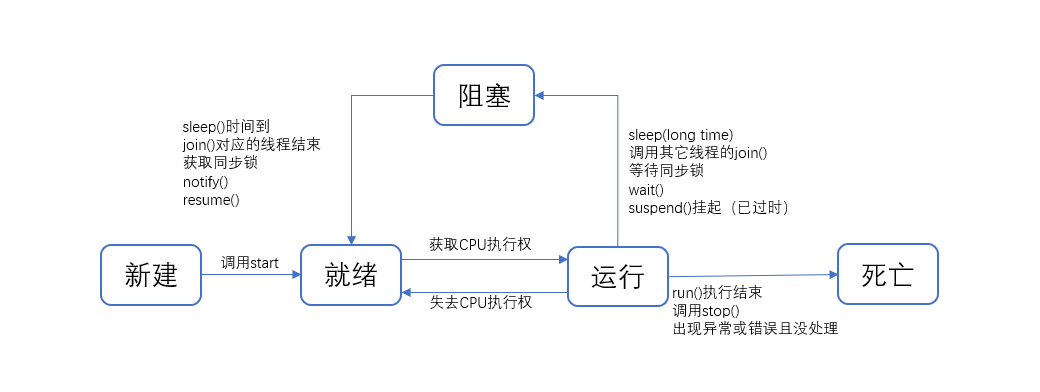 阻塞
sleep()时间到
join()对应的线程结束
获取同步锁
notify()
resume()
sleep(long time)
调用其它线程的join()
等待同步锁
wait()
suspend()挂起（已过时）
新建
调用start
就绪
获取CPU执行权
失去CPU执行权
运行
run()执行结束
调用stop()
出现异常或错误且没处理
死亡